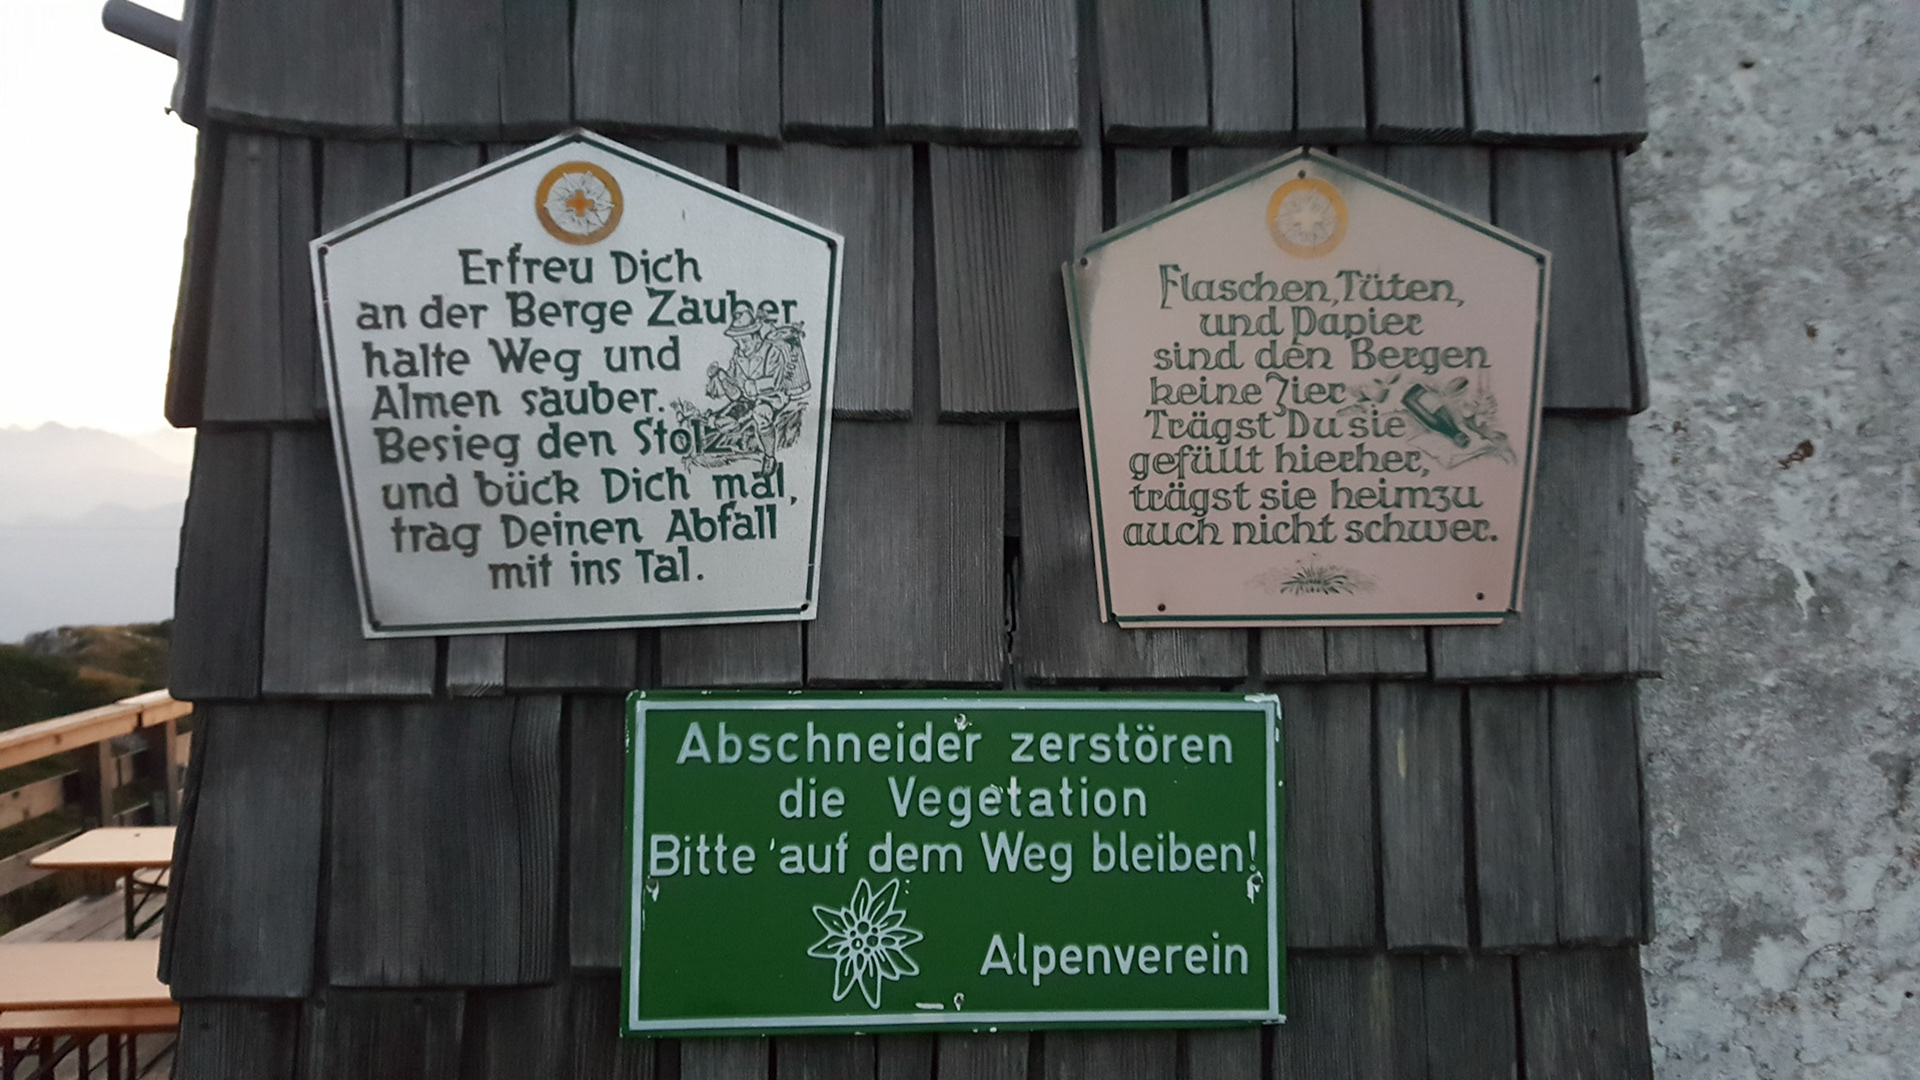 Erfreu Dich
an der Berge Zauber
halte Weg und
Almen sauber.
Besieg den Stolz
und bück Dich mal,
trag Deinen Abfall
mit ins Tal.
Flaschen, Tüten,
und Papier
sind den Bergen
keine Zier
Trägst Du sie
gefüllt hierher,
trägst sie heimzu
auch nicht schwer.
Abschneider zerstören
die Vegetation
Bitte auf dem Weg bleiben!
Alpenverein